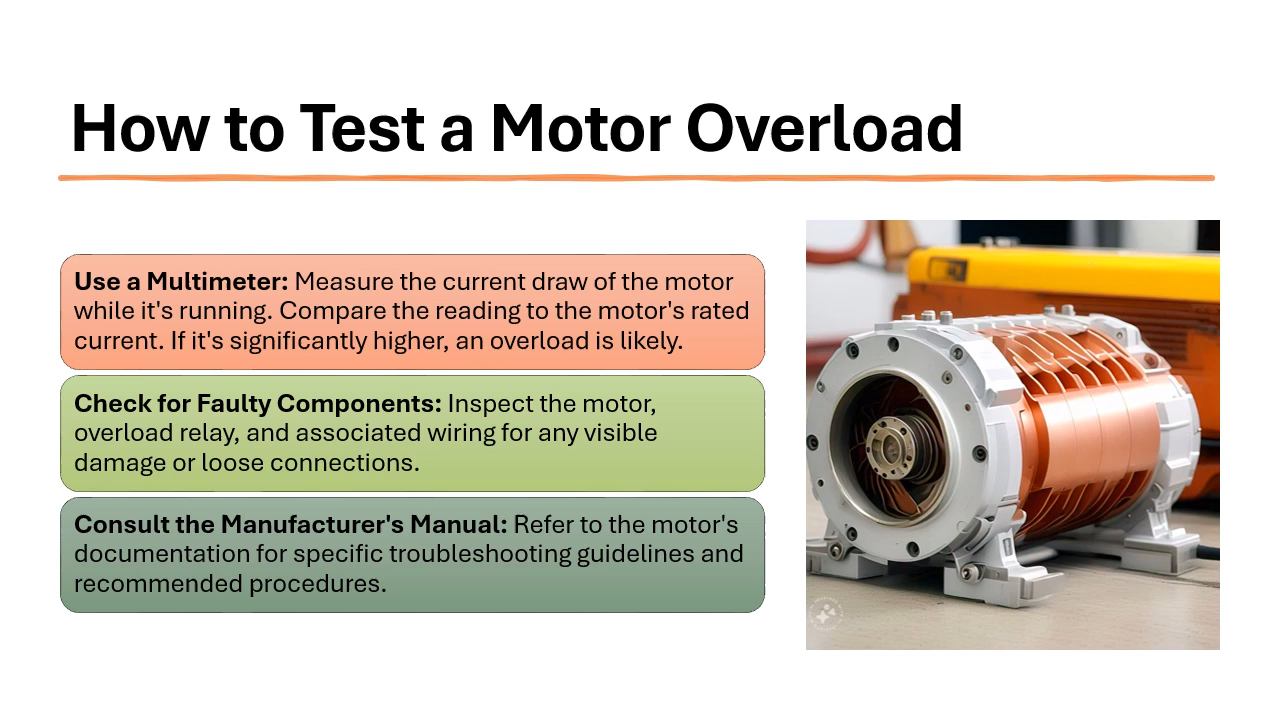 How to Test a Motor Overload
Use a Multimeter: Measure the current draw of the motor
while it's running. Compare the reading to the motor's rated
current. If it's significantly higher, an overload is likely.
Check for Faulty Components: Inspect the motor,
overload relay, and associated wiring for any visible
damage or loose connections.
Consult the Manufacturer's Manual: Refer to the motor's
documentation for specific troubleshooting guidelines and
recommended procedures.